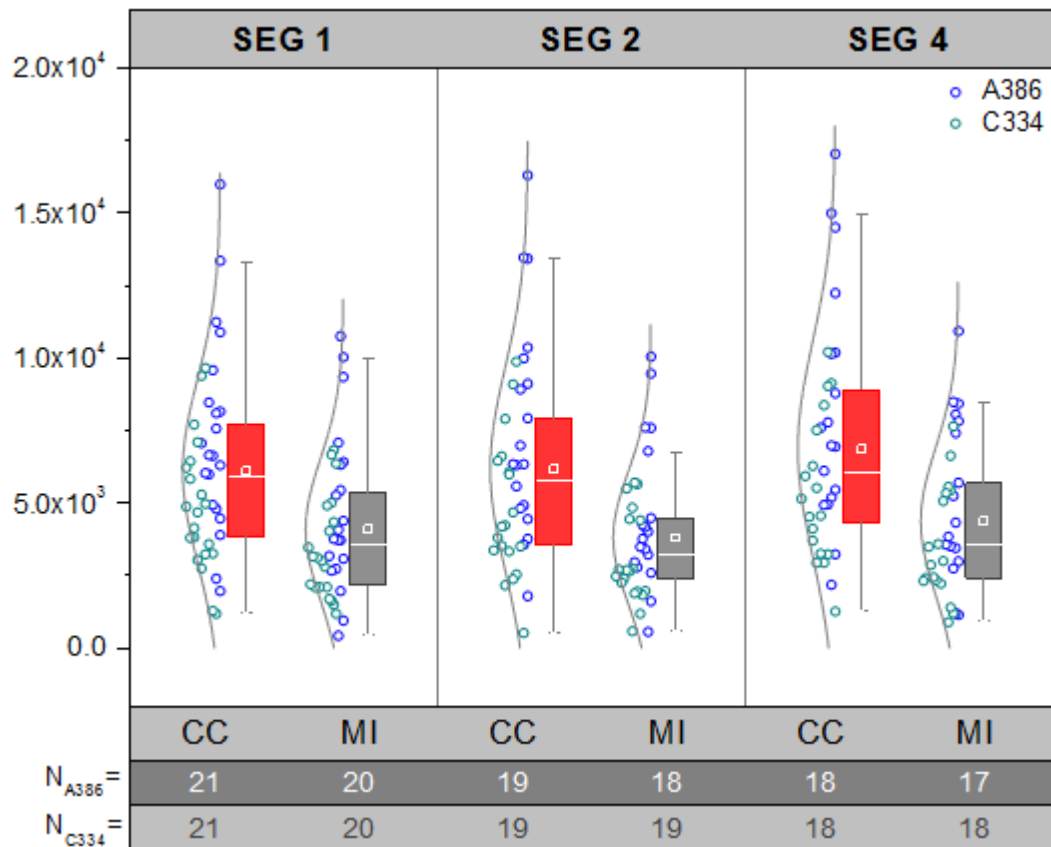 SEG 1 SEG 2 SEG 4
2.0x10⁴
A386
C334
1.5x10⁴
1.0x10⁴
5.0x10³
0.0
CC MI CC MI CC MI
N_A386= 21 20 19 18 18 17
N_C334= 21 20 19 19 18 18